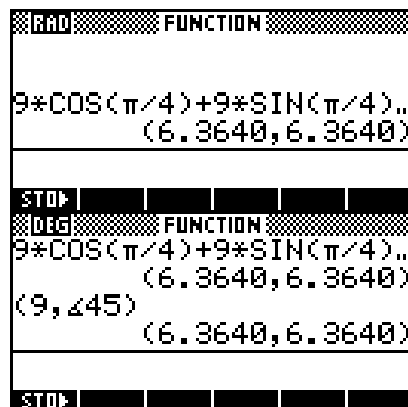 RAD FUNCTION
9*COS(π/4)+9*SIN(π/4)…
(6.3640,6.3640)
STO▶
DEG FUNCTION
9*COS(π/4)+9*SIN(π/4)…
(6.3640,6.3640)
(9,∡45)
(6.3640,6.3640)
STO▶